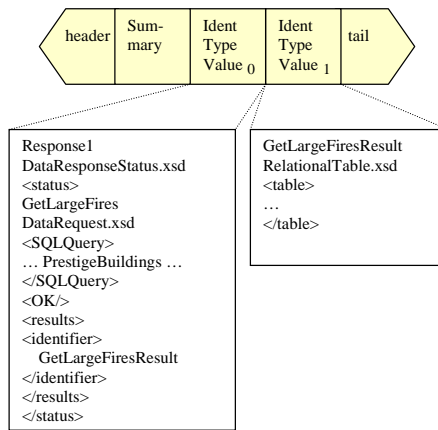 header
Sum-
mary
Ident
Type
Value 0
Ident
Type
Value 1
tail
Response1
DataResponseStatus.xsd
<status>
GetLargeFires
DataRequest.xsd
<SQLQuery>
… PrestigeBuildings …
</SQLQuery>
<OK/>
<results>
<identifier>
GetLargeFiresResult
</identifier>
</results>
</status>
GetLargeFiresResult
RelationalTable.xsd
<table>
…
</table>